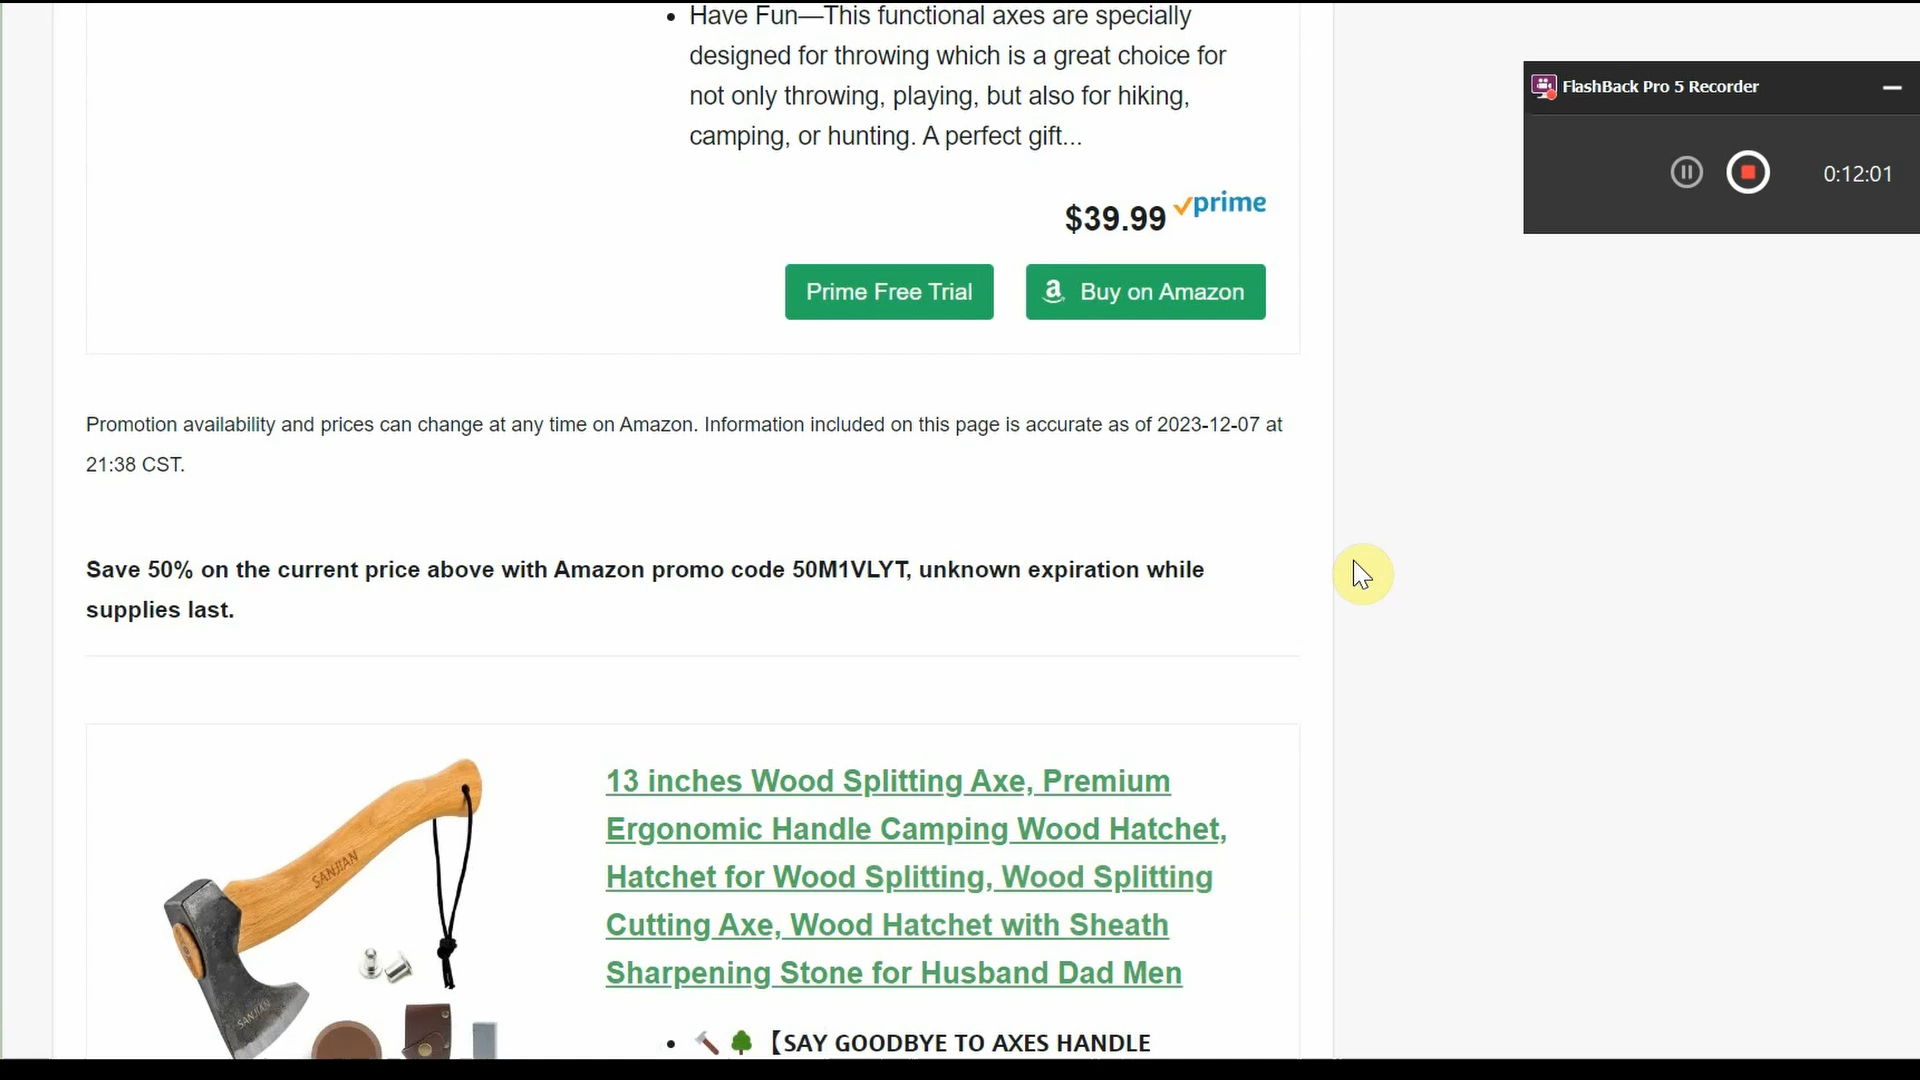 Have Fun—This functional axes are specially
designed for throwing which is a great choice for
not only throwing, playing, but also for hiking,
camping, or hunting. A perfect gift...
$39.99 prime
Prime Free Trial
Buy on Amazon
Promotion availability and prices can change at any time on Amazon. Information included on this page is accurate as of 2023-12-07 at
21:38 CST.
Save 50% on the current price above with Amazon promo code 50M1VLYT, unknown expiration while
supplies last.
13 inches Wood Splitting Axe, Premium
Ergonomic Handle Camping Wood Hatchet,
Hatchet for Wood Splitting, Wood Splitting
Cutting Axe, Wood Hatchet with Sheath
Sharpening Stone for Husband Dad Men
🔨 🌳【SAY GOODBYE TO AXES HANDLE
SANJIAN
SANJIAN
FlashBack Pro 5 Recorder
0:12:01